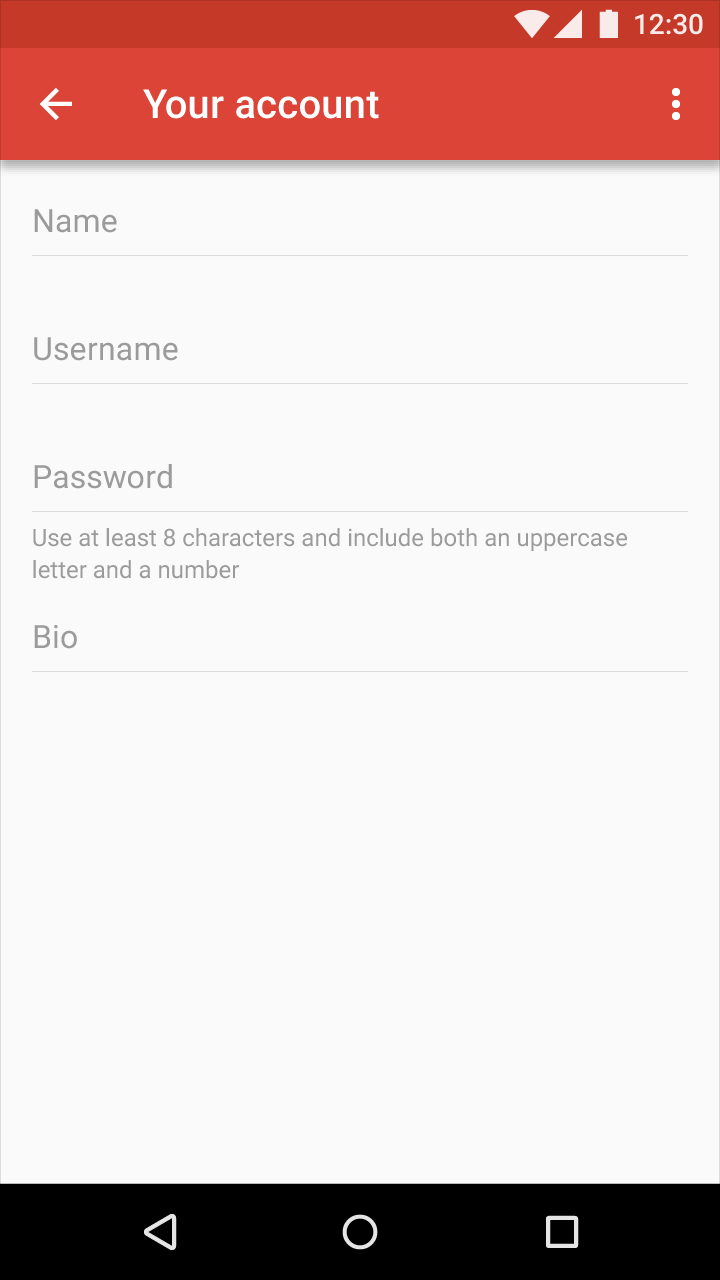 12:30
Your account
Name
Username
Password
Use at least 8 characters and include both an uppercase
letter and a number
Bio